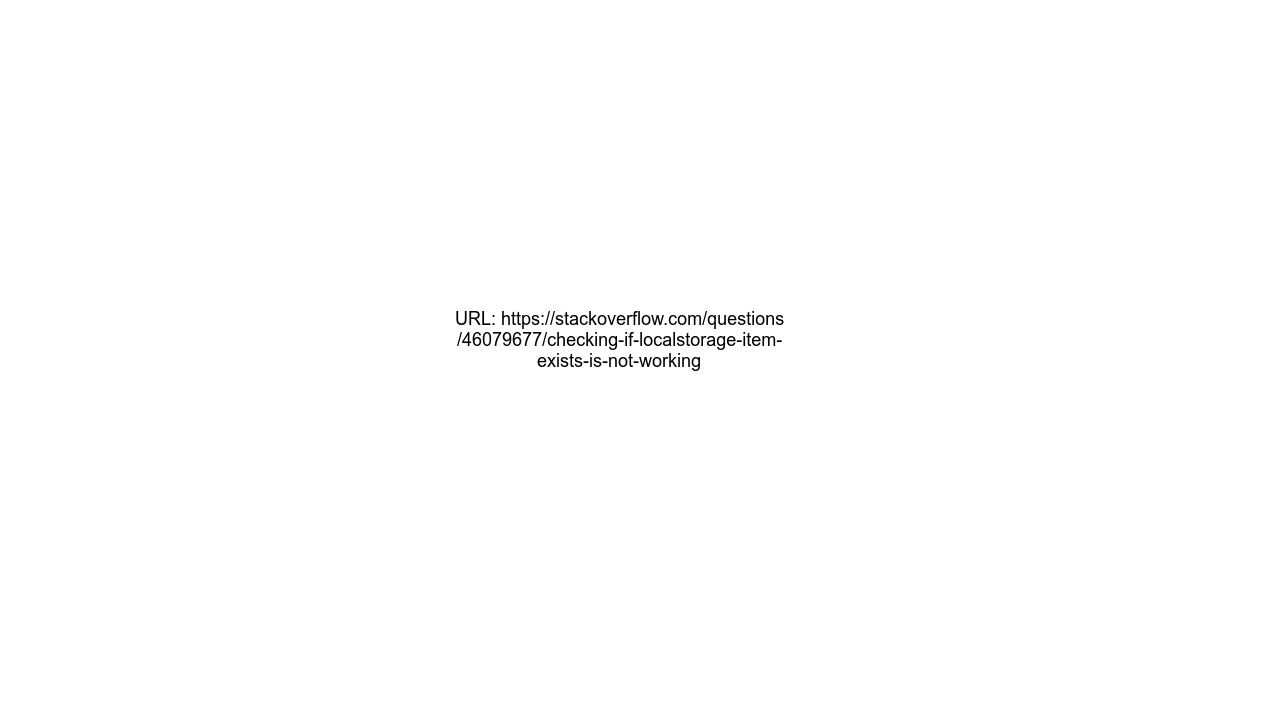 URL: https://stackoverflow.com/questions
/46079677/checking-if-localstorage-item-
exists-is-not-working